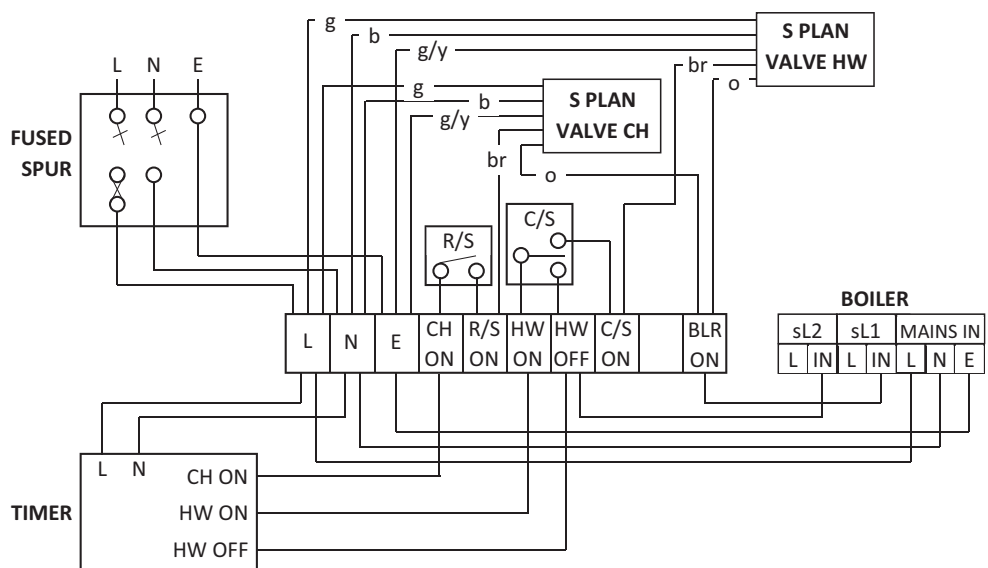 g
b
g/y
br
o
S PLAN
VALVE HW
L N E
FUSED
SPUR
g
b
g/y
br
o
S PLAN
VALVE CH
R/S
C/S
L
N
E
CH
ON
R/S
ON
HW
ON
HW
OFF
C/S
ON
BLR
ON
BOILER
sL2 sL1 MAINS IN
L IN L IN L N E
TIMER
L N
CH ON
HW ON
HW OFF